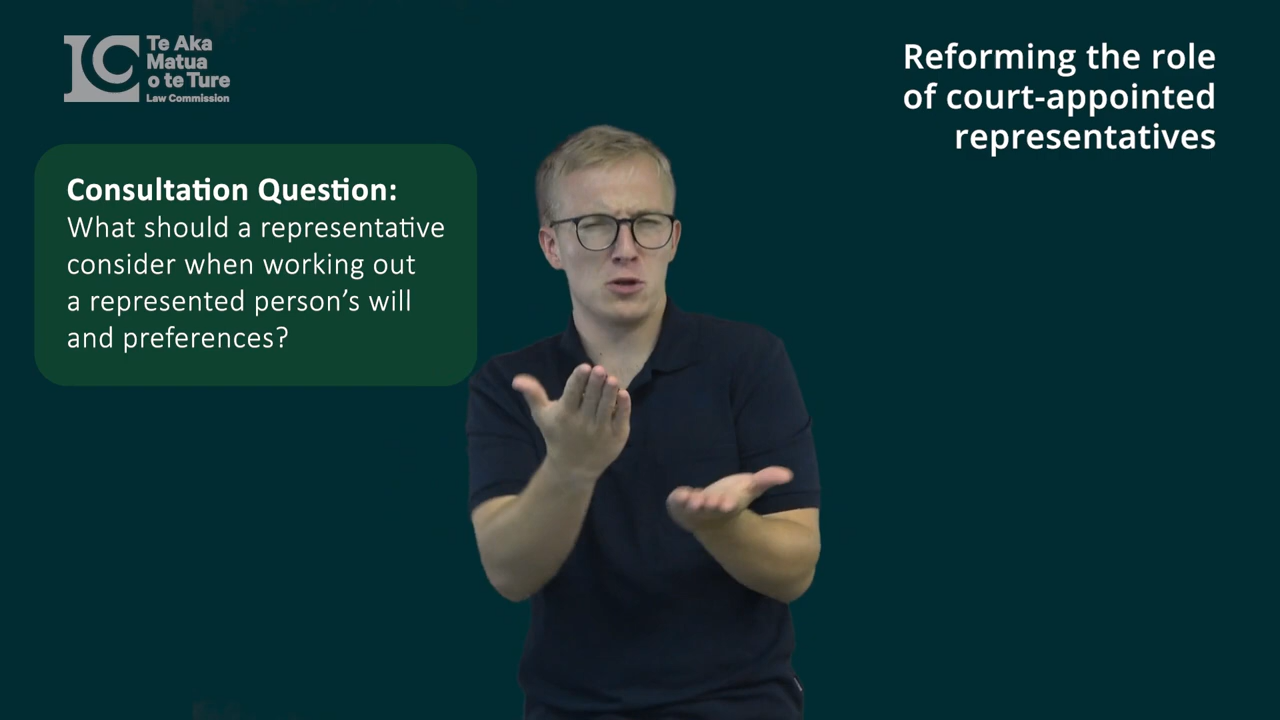 Te Aka
Matua
o te Ture
Law Commission
Reforming the role
of court-appointed
representatives
Consultation Question:
What should a representative
consider when working out
a represented person’s will
and preferences?